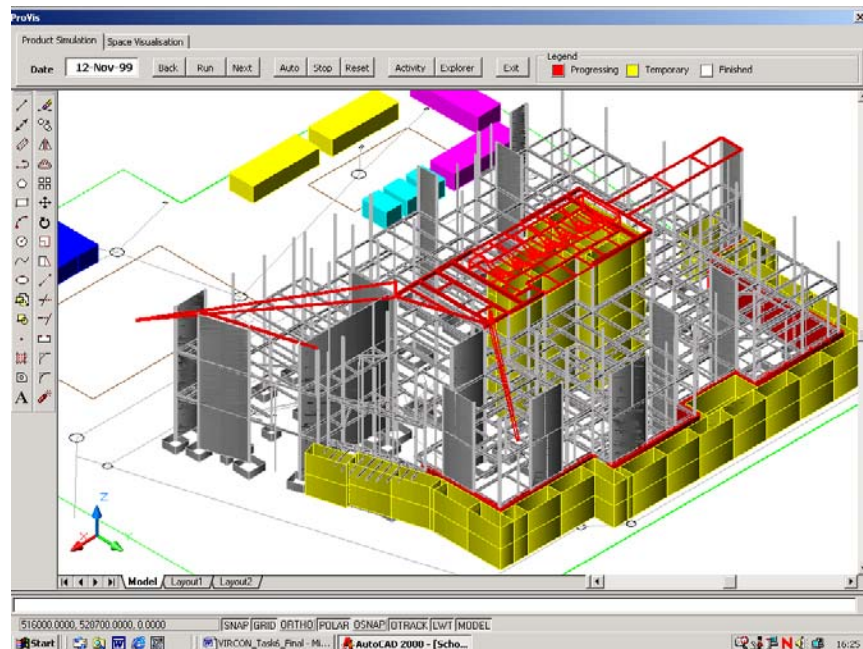 ProVis
Product Simulation Space Visualisation
Date 12-Nov-99 Back Run Next Auto Stop Reset Activity Explorer Exit
Legend
Progressing Temporary Finished
A
Z
Model Layout1 Layout2
516000.0000, 528700.0000, 0.0000 SNAP GRID ORTHO POLAR OSNAP OTRACK LWT MODEL
Start VIRCON_Task6_Final - Mi... AutoCAD 2000 - [Scho... 16:25